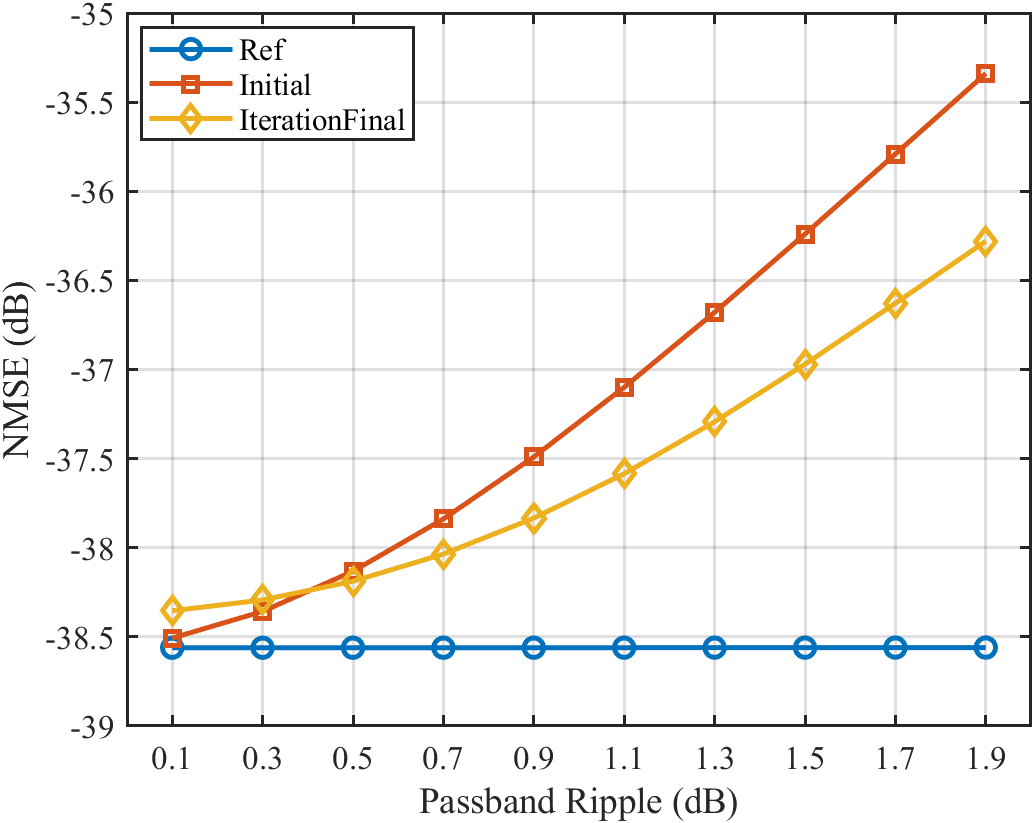 Ref
Initial
IterationFinal
NMSE (dB)
-35
-35.5
-36
-36.5
-37
-37.5
-38
-38.5
-39
0.1 0.3 0.5 0.7 0.9 1.1 1.3 1.5 1.7 1.9
Passband Ripple (dB)